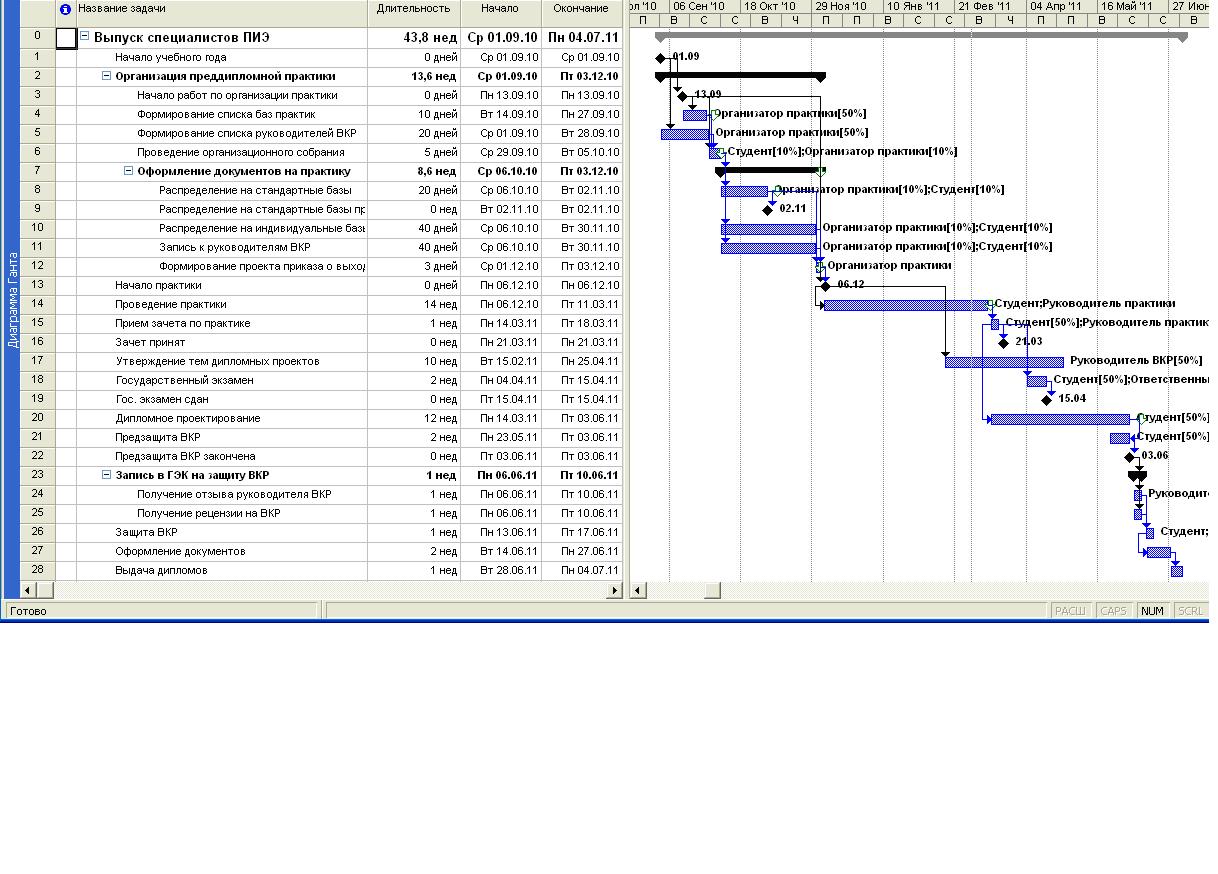 Название задачи Длительность Начало Окончание
0 Выпуск специалистов ПИЭ 43,8 нед Ср 01.09.10 Пн 04.07.11
1 Начало учебного года 0 дней Ср 01.09.10 Ср 01.09.10
2 Организация преддипломной практики 13,6 нед Ср 01.09.10 Пт 03.12.10
3 Начало работ по организации практики 0 дней Пн 13.09.10 Пн 13.09.10
4 Формирование списка баз практик 10 дней Вт 14.09.10 Пн 27.09.10
5 Формирование списка руководителей ВКР 20 дней Ср 01.09.10 Вт 28.09.10
6 Проведение организационного собрания 5 дней Ср 29.09.10 Вт 05.10.10
7 Оформление документов на практику 8,6 нед Ср 06.10.10 Пт 03.12.10
8 Распределение на стандартные базы 20 дней Ср 06.10.10 Вт 02.11.10
9 Распределение на стандартные базы пр 0 нед Вт 02.11.10 Вт 02.11.10
10 Распределение на индивидуальные базы 40 дней Ср 06.10.10 Вт 30.11.10
11 Запись к руководителям ВКР 40 дней Ср 06.10.10 Вт 30.11.10
12 Формирование проекта приказа о выход 3 дней Ср 01.12.10 Пт 03.12.10
13 Начало практики 0 дней Пн 06.12.10 Пн 06.12.10
14 Проведение практики 14 нед Пн 06.12.10 Пт 11.03.11
15 Прием зачета по практике 1 нед Пн 14.03.11 Пт 18.03.11
16 Зачет принят 0 нед Пн 21.03.11 Пн 21.03.11
17 Утверждение тем дипломных проектов 10 нед Вт 15.02.11 Пн 25.04.11
18 Государственный экзамен 2 нед Пн 04.04.11 Пт 15.04.11
19 Гос. экзамен сдан 0 нед Пт 15.04.11 Пт 15.04.11
20 Дипломное проектирование 12 нед Пн 14.03.11 Пт 03.06.11
21 Предзащита ВКР 2 нед Пн 23.05.11 Пт 03.06.11
22 Предзащита ВКР закончена 0 нед Пт 03.06.11 Пт 03.06.11
23 Запись в ГЭК на защиту ВКР 1 нед Пн 06.06.11 Пт 10.06.11
24 Получение отзыва руководителя ВКР 1 нед Пн 06.06.11 Пт 10.06.11
25 Получение рецензии на ВКР 1 нед Пн 06.06.11 Пт 10.06.11
26 Защита ВКР 1 нед Пн 13.06.11 Пт 17.06.11
27 Оформление документов 2 нед Вт 14.06.11 Пн 27.06.11
28 Выдача дипломов 1 нед Вт 28.06.11 Пн 04.07.11
Диаграмма Ганта
ол '10 06 Сен '10 18 Окт '10 29 Ноя '10 10 Янв '11 21 Фев '11 04 Апр '11 16 Май '11 27 Июн
П В С С В Ч П П В С С В Ч П П В С С В
01.09
13.09
Организатор практики[50%]
Организатор практики[50%]
Студент[10%];Организатор практики[10%]
Организатор практики[10%];Студент[10%]
02.11
Организатор практики[10%];Студент[10%]
Организатор практики[10%];Студент[10%]
Организатор практики
06.12
Студент;Руководитель практики
Студент[50%];Руководитель практик
21.03
Руководитель ВКР[50%]
Студент[50%];Ответственны
15.04
Студент[50%]
Студент[50%]
03.06
Руководит
Студент;
Готово РАСШ CAPS NUM SCRL